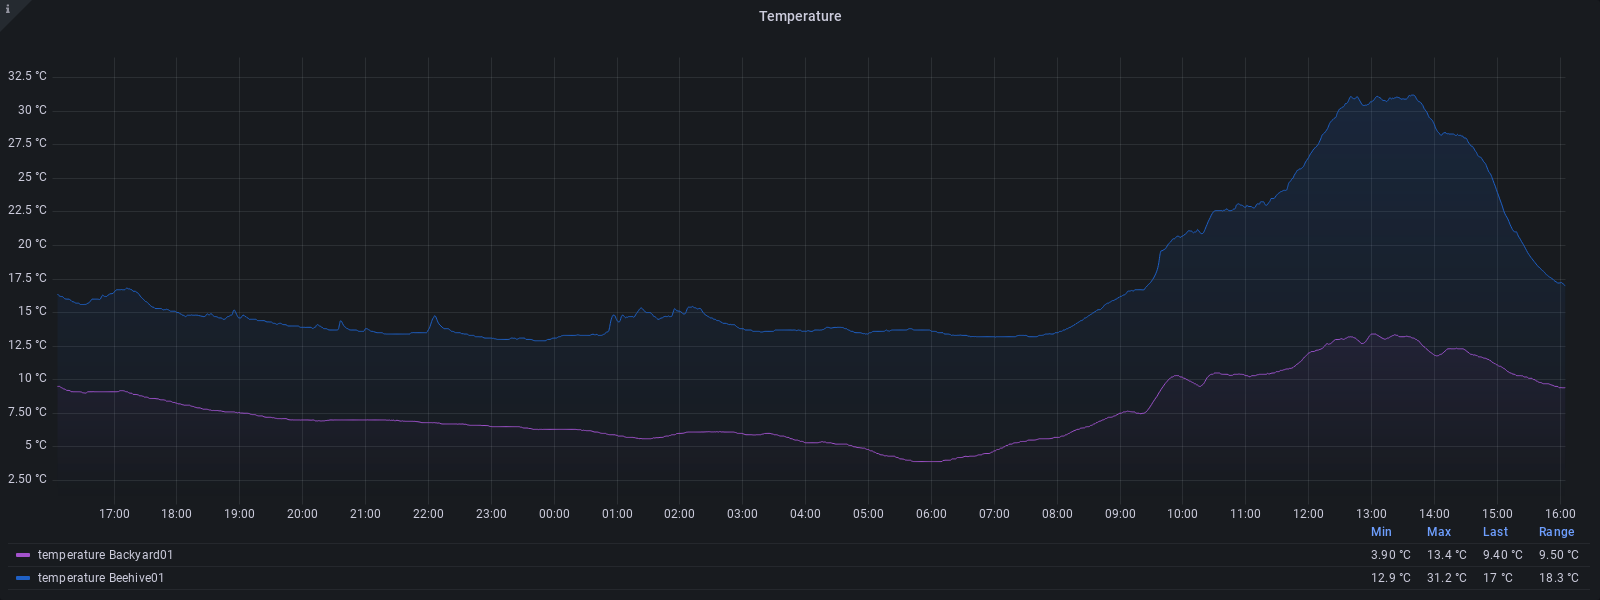 i
Temperature
32.5 °C
30 °C
27.5 °C
25 °C
22.5 °C
20 °C
17.5 °C
15 °C
12.5 °C
10 °C
7.50 °C
5 °C
2.50 °C
17:00 18:00 19:00 20:00 21:00 22:00 23:00 00:00 01:00 02:00 03:00 04:00 05:00 06:00 07:00 08:00 09:00 10:00 11:00 12:00 13:00 14:00 15:00 16:00
Min Max Last Range
temperature Backyard01 3.90 °C 13.4 °C 9.40 °C 9.50 °C
temperature Beehive01 12.9 °C 31.2 °C 17 °C 18.3 °C